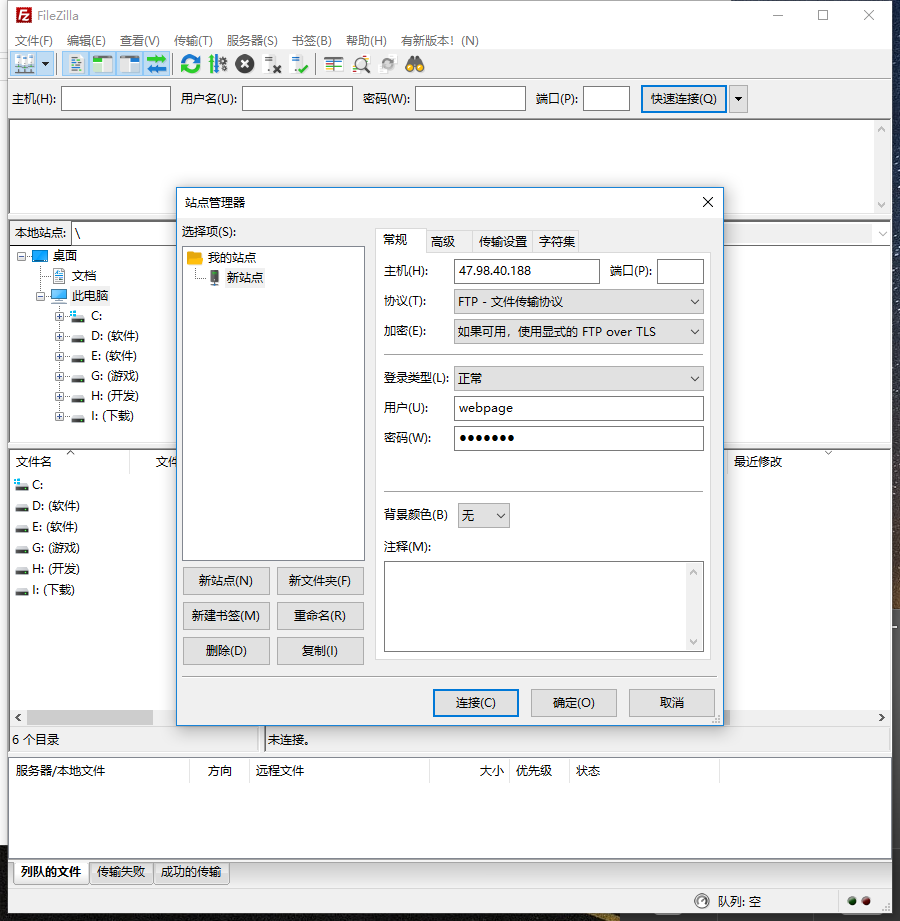 FileZilla
文件(F) 编辑(E) 查看(V) 传输(T) 服务器(S) 书签(B) 帮助(H) 有新版本! (N)
主机(H): 用户名(U): 密码(W): 端口(P): 快速连接(Q)
本地站点: \
桌面
文档
此电脑
C:
D: (软件)
E: (软件)
G: (游戏)
H: (开发)
I: (下载)
文件名 文件
最近修改
C:
D: (软件)
E: (软件)
G: (游戏)
H: (开发)
I: (下载)
6 个目录
未连接。
站点管理器
选择项(S):
我的站点
新站点
新站点(N) 新文件夹(F)
新建书签(M) 重命名(R)
删除(D) 复制(I)
常规 高级 传输设置 字符集
主机(H): 47.98.40.188 端口(P):
协议(T): FTP - 文件传输协议
加密(E): 如果可用，使用显式的 FTP over TLS
登录类型(L): 正常
用户(U): webpage
密码(W): ●●●●●●●
背景颜色(B) 无
注释(M):
连接(C) 确定(O) 取消
服务器/本地文件 方向 远程文件 大小 优先级 状态
列队的文件 传输失败 成功的传输
队列: 空